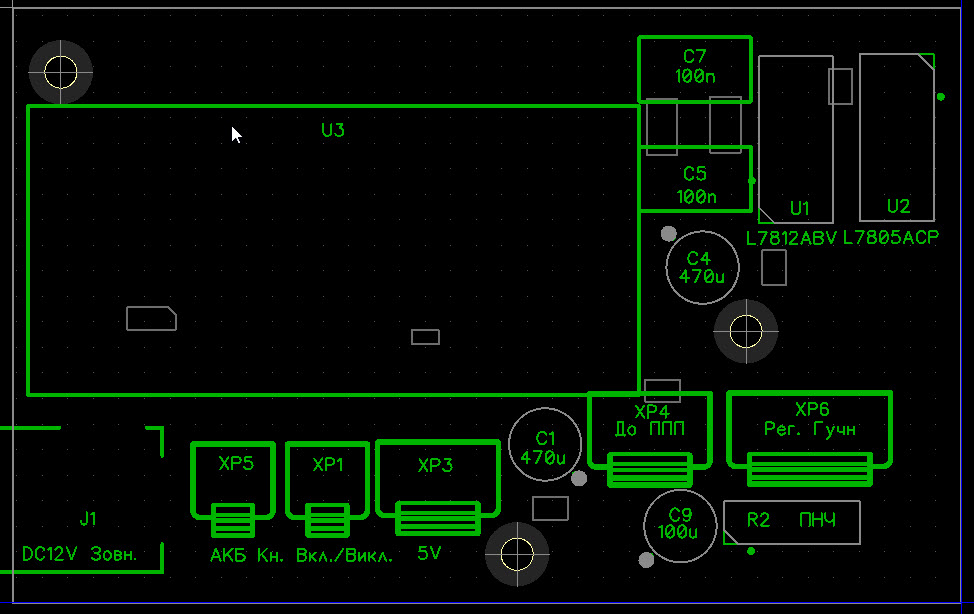 C7
100n
U3
C5
100n
U1
U2
L7812ABV
L7805ACP
C4
470u
XP4
До ППП
XP6
Рег. Гучн
C1
470u
XP5
XP1
XP3
J1
C9
100u
R2 ПНЧ
DC12V Зовн.
АКБ Кн. Вкл./Викл.
5V